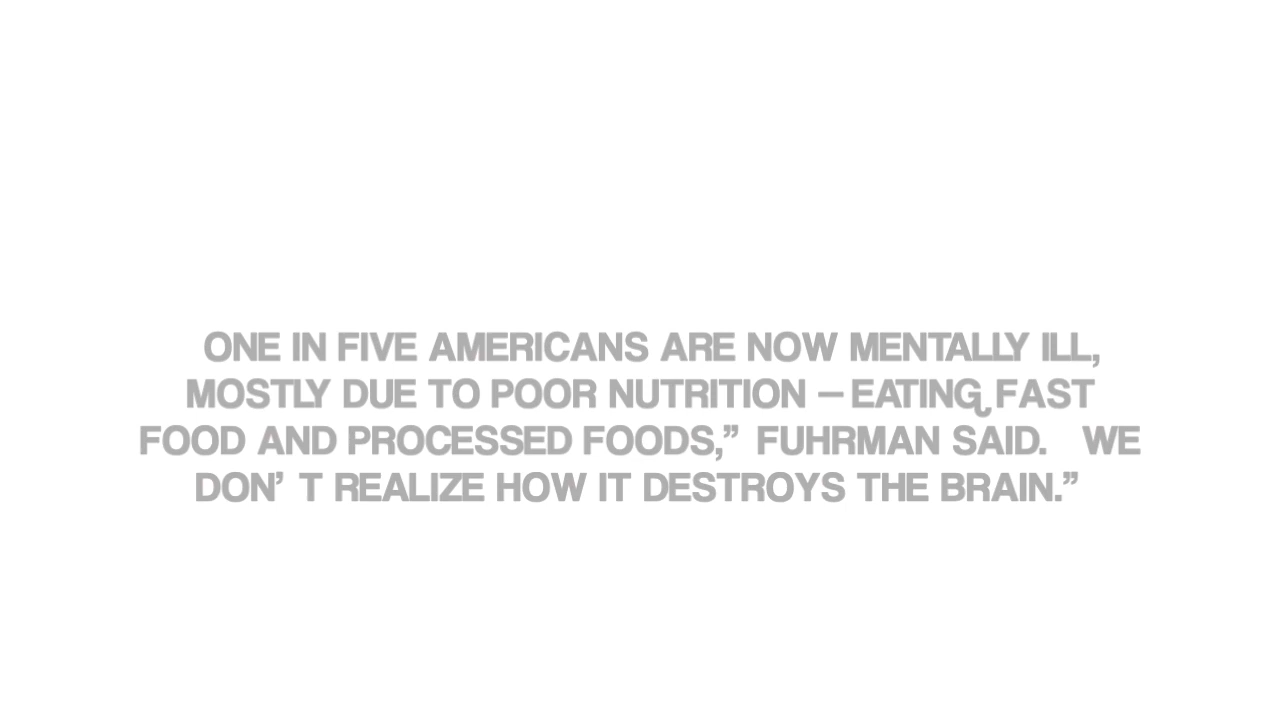 ONE IN FIVE AMERICANS ARE NOW MENTALLY ILL,
MOSTLY DUE TO POOR NUTRITION — EATING FAST
FOOD AND PROCESSED FOODS,” FUHRMAN SAID. WE
DON’ T REALIZE HOW IT DESTROYS THE BRAIN.”